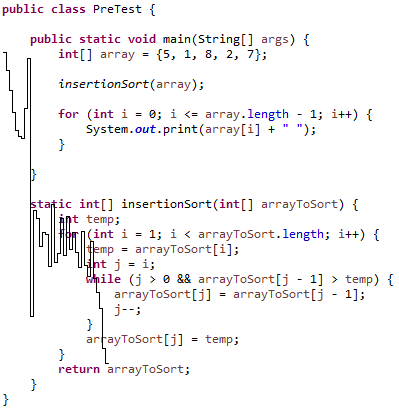 public class PreTest {
public static void main(String[] args) {
int[] array = {5, 1, 8, 2, 7};
insertionSort(array);
for (int i = 0; i <= array.length - 1; i++) {
System.out.print(array[i] + " ");
}
}
static int[] insertionSort(int[] arrayToSort) {
int temp;
for (int i = 1; i < arrayToSort.length; i++) {
temp = arrayToSort[i];
int j = i;
while (j > 0 && arrayToSort[j - 1] > temp) {
arrayToSort[j] = arrayToSort[j - 1];
j--;
}
arrayToSort[j] = temp;
}
return arrayToSort;
}
}